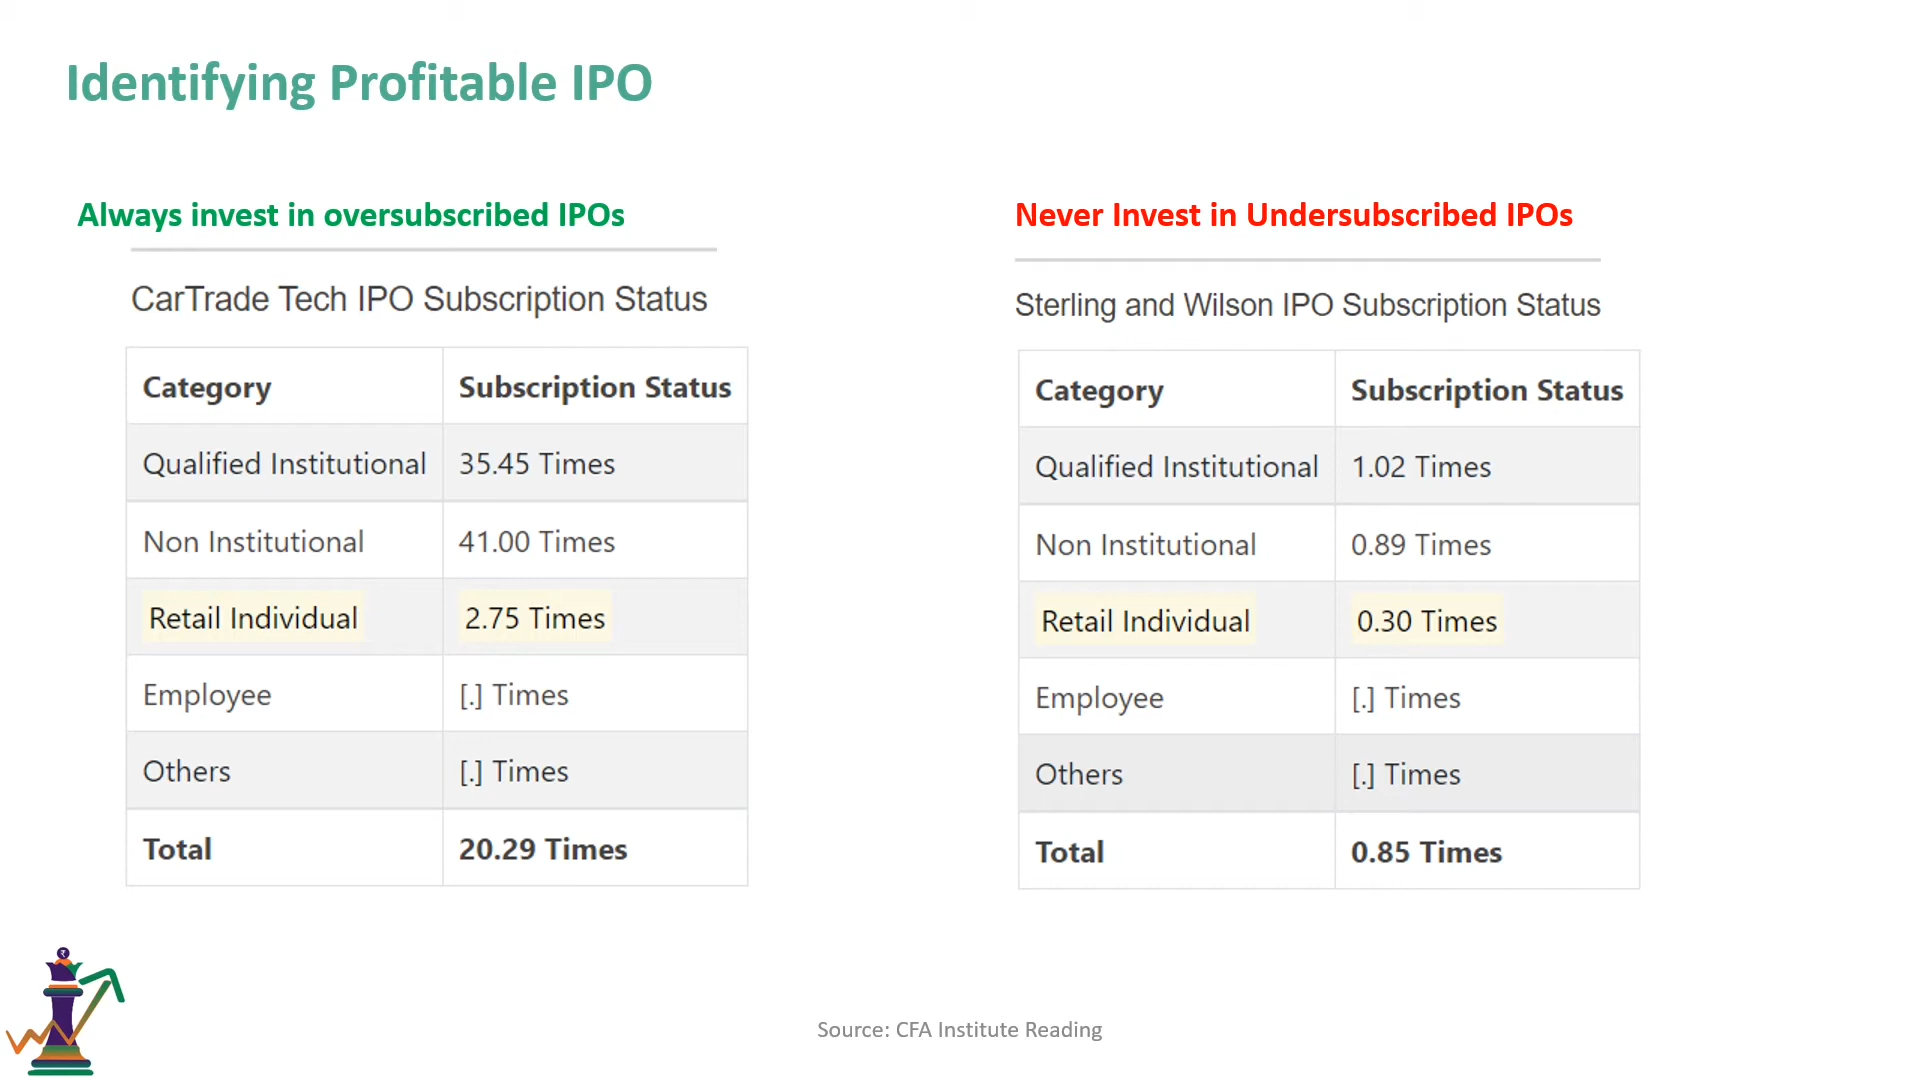 Identifying Profitable IPO
Always invest in oversubscribed IPOs
CarTrade Tech IPO Subscription Status
Category Subscription Status
Qualified Institutional 35.45 Times
Non Institutional 41.00 Times
Retail Individual 2.75 Times
Employee [.] Times
Others [.] Times
Total 20.29 Times
Never Invest in Undersubscribed IPOs
Sterling and Wilson IPO Subscription Status
Category Subscription Status
Qualified Institutional 1.02 Times
Non Institutional 0.89 Times
Retail Individual 0.30 Times
Employee [.] Times
Others [.] Times
Total 0.85 Times
₹
Source: CFA Institute Reading